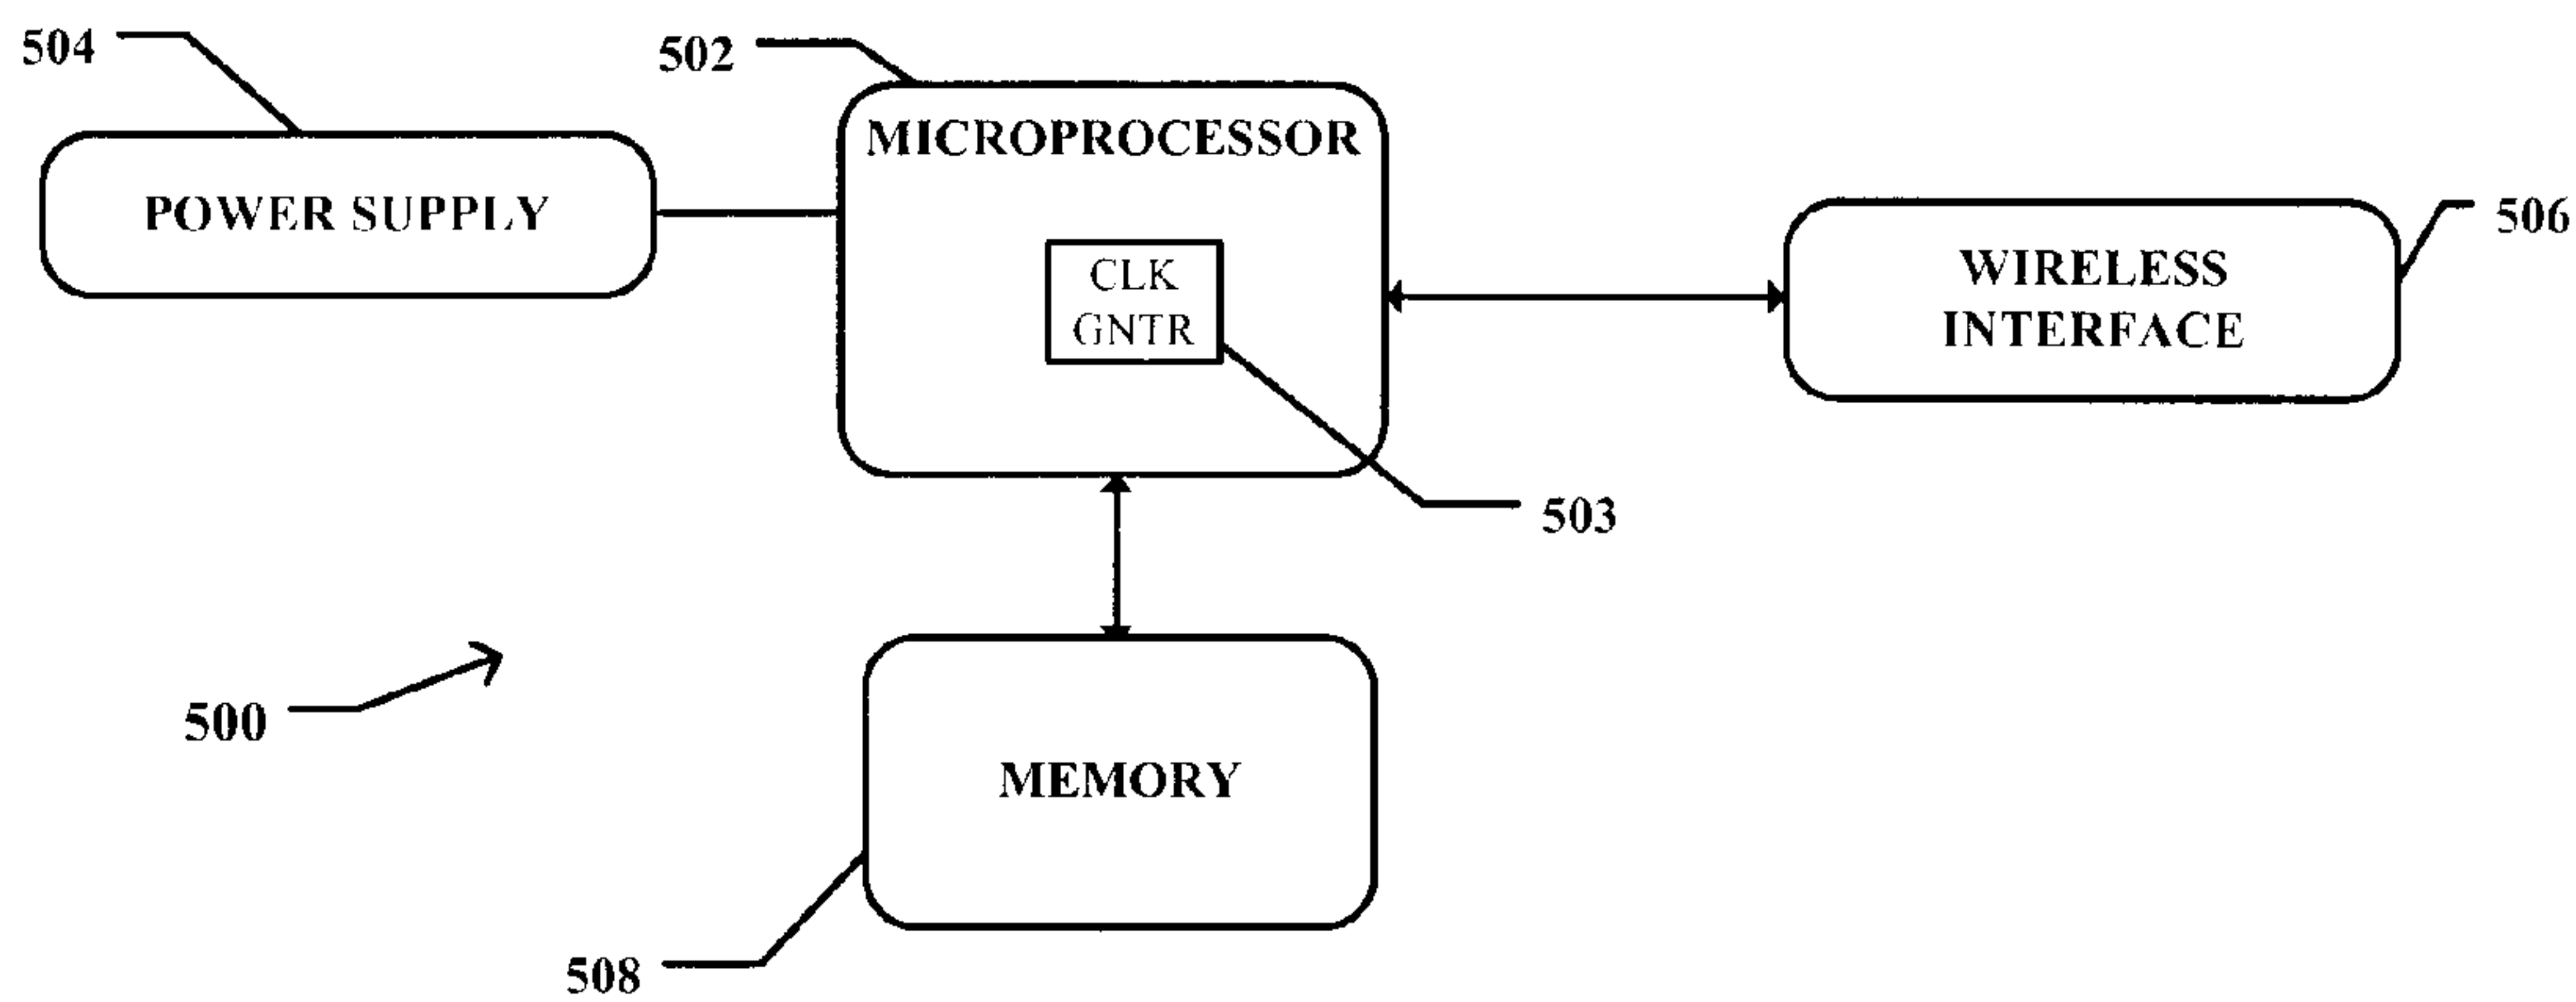 504
502
MICROPROCESSOR
POWER SUPPLY
CLK
GNTR
506
WIRELESS
INTERFACE
503
500
MEMORY
508